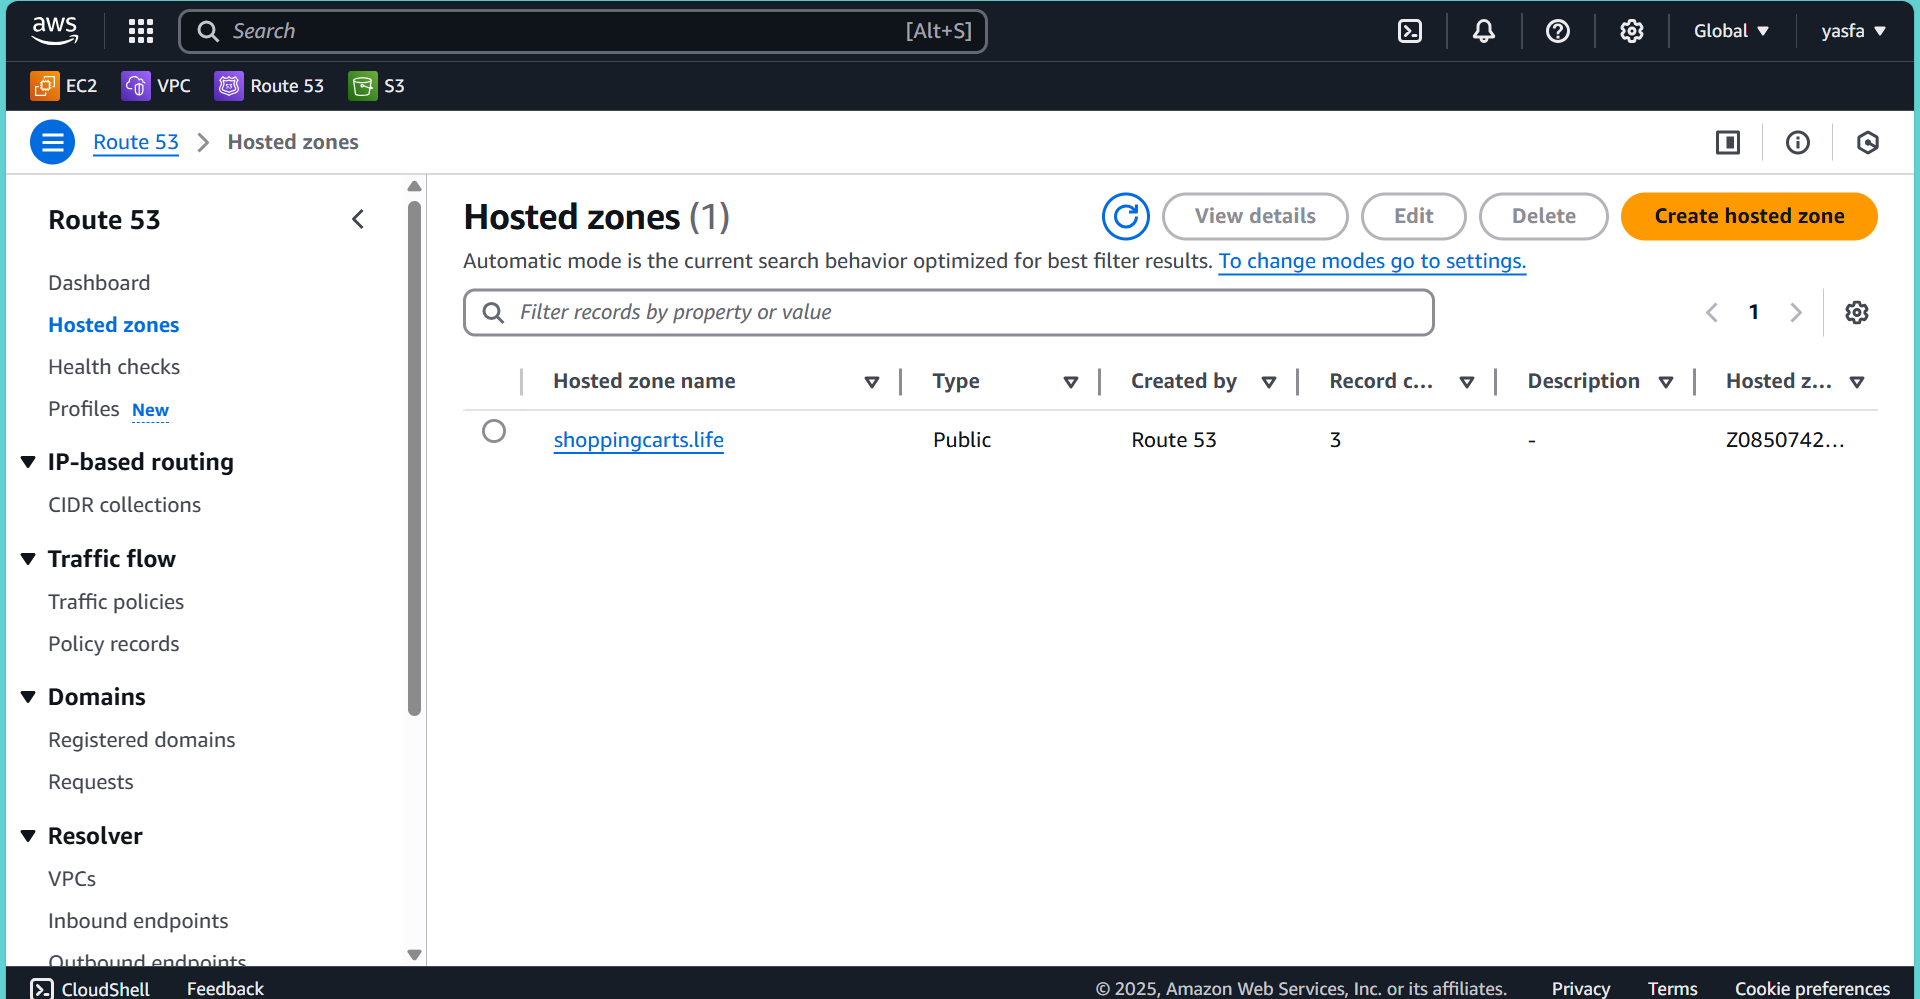 aws Search [Alt+S] Global yasfa
EC2 VPC Route 53 S3
Route 53 Hosted zones
Route 53
Dashboard
Hosted zones
Health checks
Profiles New
IP-based routing
CIDR collections
Traffic flow
Traffic policies
Policy records
Domains
Registered domains
Requests
Resolver
VPCs
Inbound endpoints
Outbound endpoints
Hosted zones (1) View details Edit Delete Create hosted zone
Automatic mode is the current search behavior optimized for best filter results. To change modes go to settings.
Filter records by property or value 1
Hosted zone name Type Created by Record c... Description Hosted z...
shoppingcarts.life Public Route 53 3 - Z0850742...
CloudShell Feedback © 2025, Amazon Web Services, Inc. or its affiliates. Privacy Terms Cookie preferences